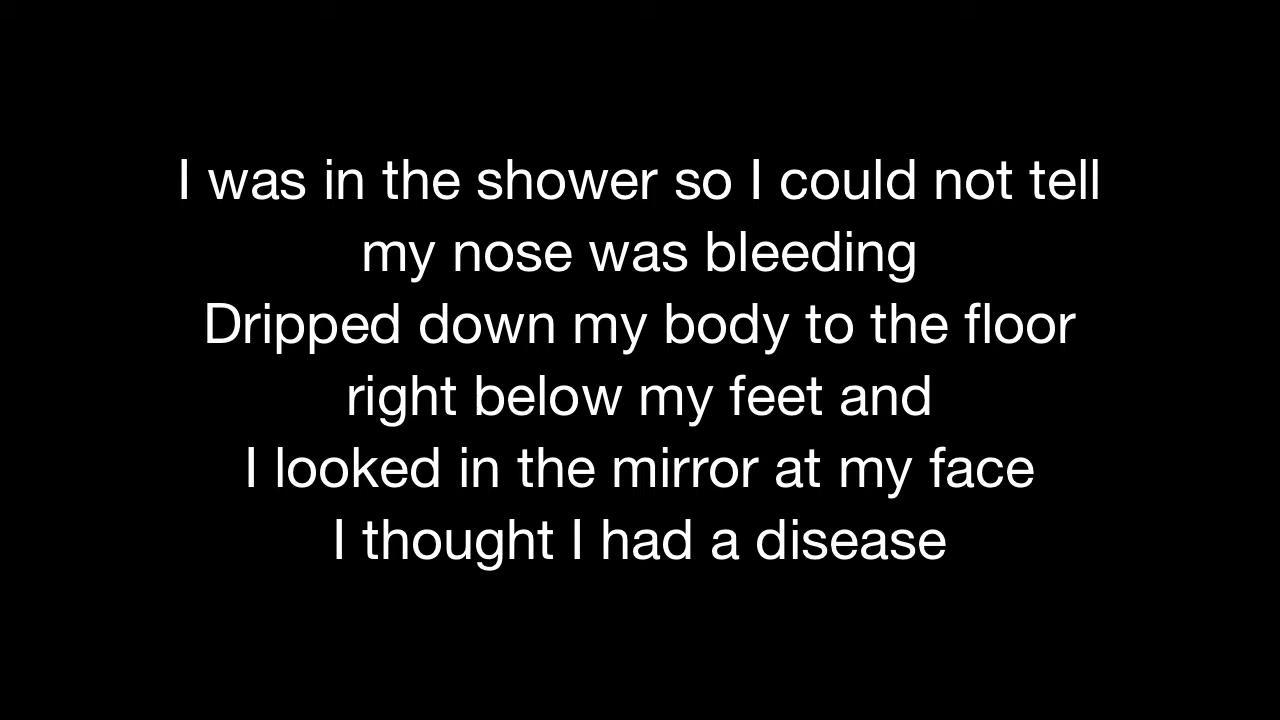 I was in the shower so I could not tell
my nose was bleeding
Dripped down my body to the floor
right below my feet and
I looked in the mirror at my face
I thought I had a disease